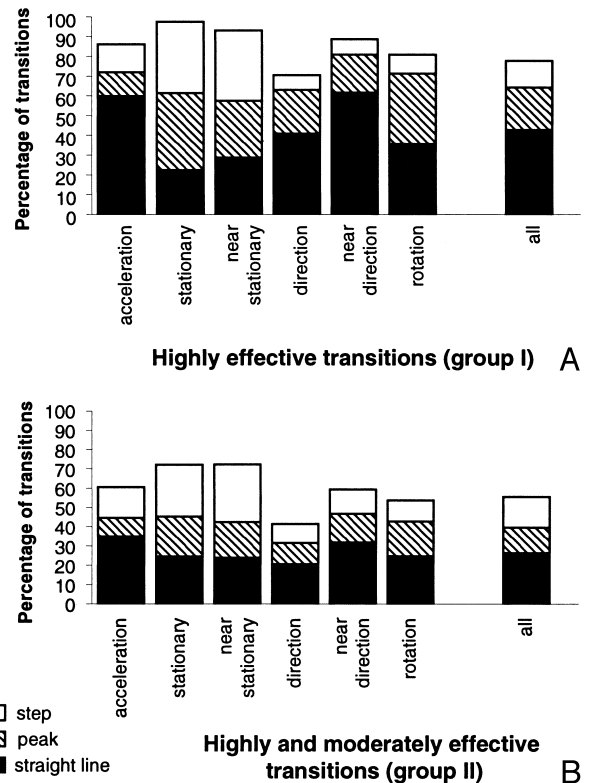 Percentage of transitions
100
90
80
70
60
50
40
30
20
10
0
acceleration
stationary
near
stationary
direction
near
direction
rotation
all
Highly effective transitions (group I)
A
Percentage of transitions
100
90
80
70
60
50
40
30
20
10
0
acceleration
stationary
near
stationary
direction
near
direction
rotation
all
step
peak
straight line
Highly and moderately effective
transitions (group II)
B